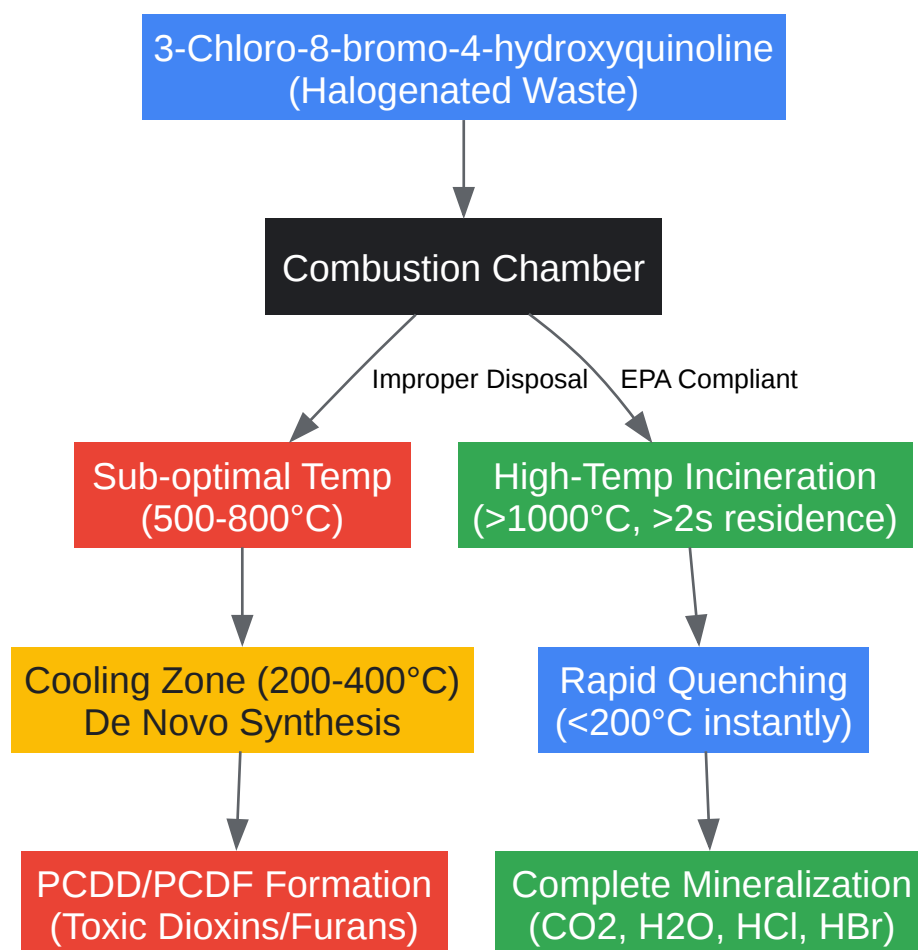 3-Chloro-8-bromo-4-hydroxyquinoline
(Halogenated Waste)
Combustion Chamber
Improper Disposal
EPA Compliant
Sub-optimal Temp
(500-800°C)
High-Temp Incineration
(>1000°C, >2s residence)
Cooling Zone (200-400°C)
De Novo Synthesis
Rapid Quenching
(<200°C instantly)
PCDD/PCDF Formation
(Toxic Dioxins/Furans)
Complete Mineralization
(CO2, H2O, HCl, HBr)